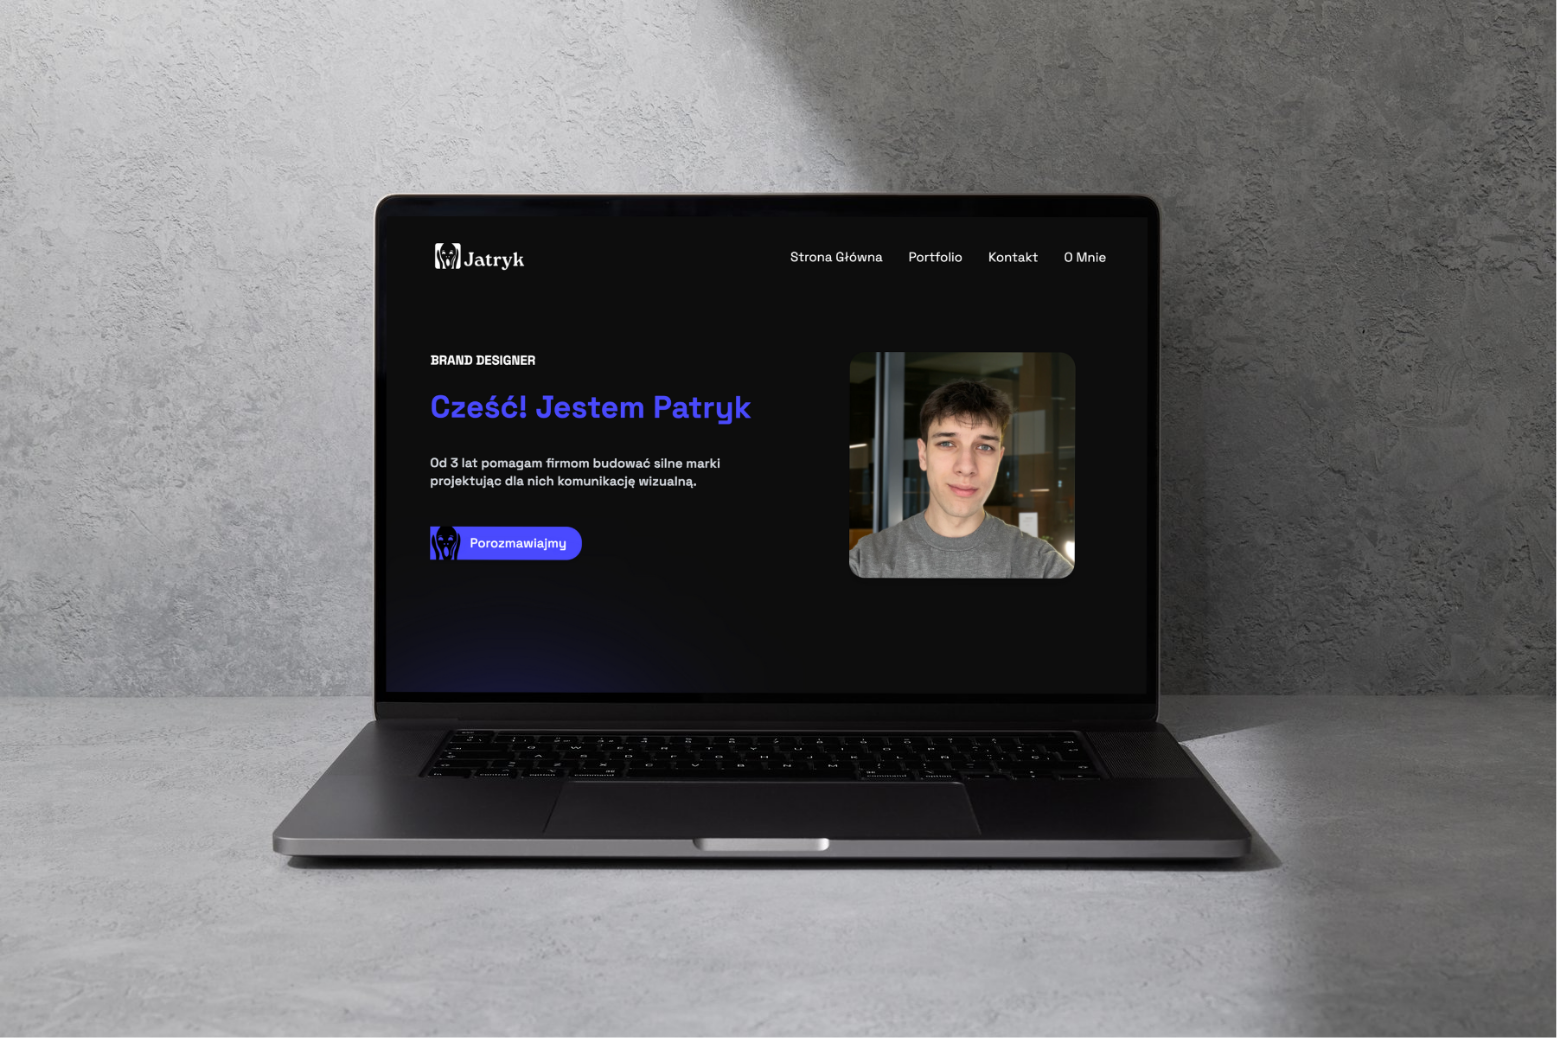 Jatryk
Strona Główna Portfolio Kontakt O Mnie
BRAND DESIGNER
Cześć! Jestem Patryk
Od 3 lat pomagam firmom budować silne marki
projektując dla nich komunikację wizualną.
Porozmawiajmy